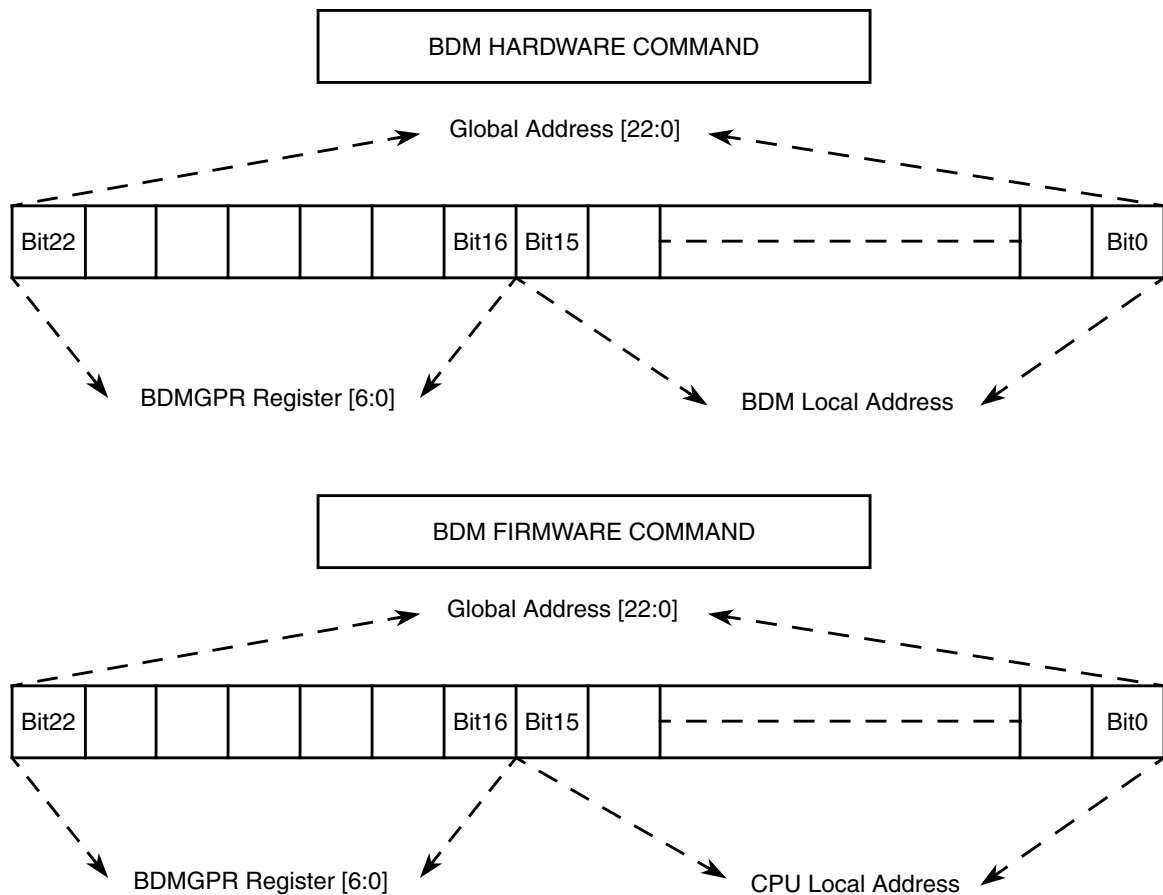 BDM HARDWARE COMMAND
Global Address [22:0]
Bit22 Bit16 Bit15 Bit0
BDMGPR Register [6:0] BDM Local Address
BDM FIRMWARE COMMAND
Global Address [22:0]
Bit22 Bit16 Bit15 Bit0
BDMGPR Register [6:0] CPU Local Address